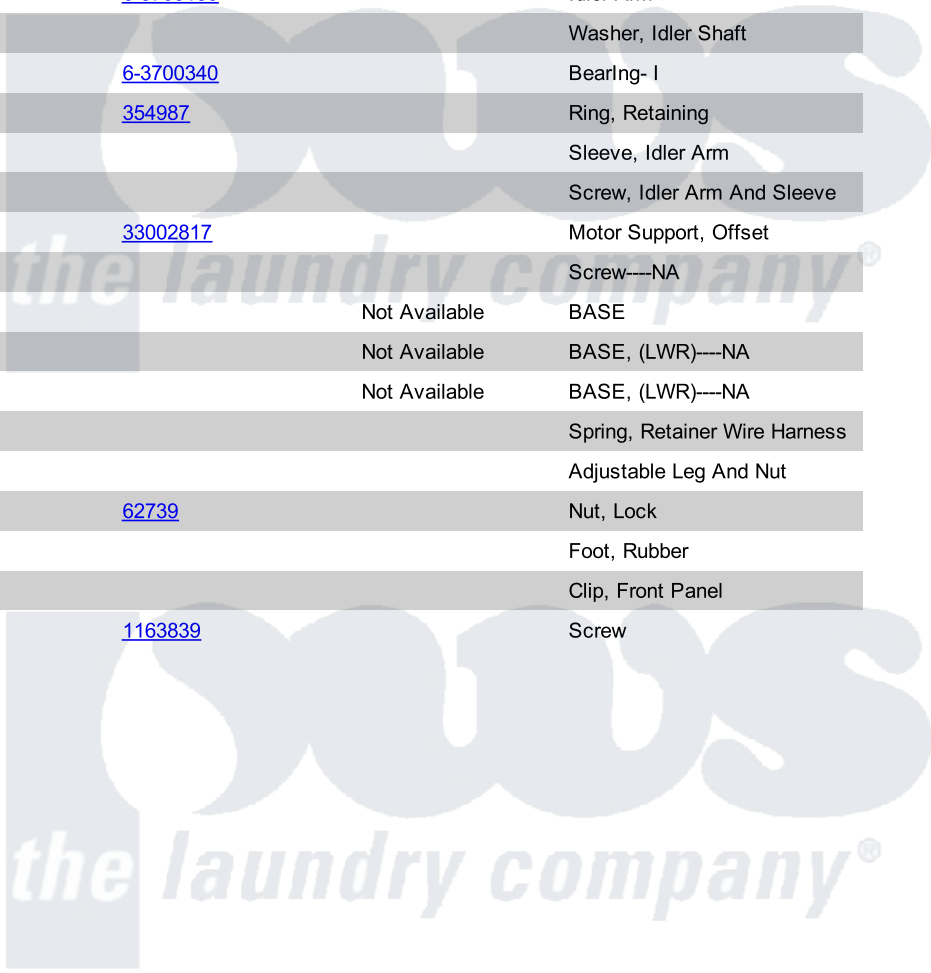 Washer, Idler Shaft
6-3700340 BearIng- I
354987 Ring, Retaining
Sleeve, Idler Arm
Screw, Idler Arm And Sleeve
33002817 Motor Support, Offset
Screw----NA
Not Available BASE
Not Available BASE, (LWR)----NA
Not Available BASE, (LWR)----NA
Spring, Retainer Wire Harness
Adjustable Leg And Nut
62739 Nut, Lock
Foot, Rubber
Clip, Front Panel
1163839 Screw
pws
the laundry company®
pws
the laundry company®